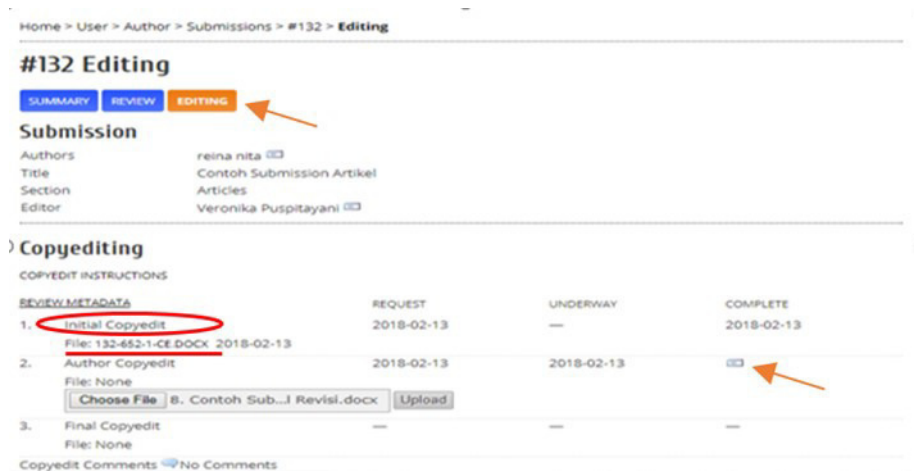 Home > User > Author > Submissions > #132 > Editing
#132 Editing
SUMMARY REVIEW EDITING
Submission
Authors reina nita
Title Contoh Submission Artikel
Section Articles
Editor Veronika Puspitayani
Copyediting
COPYEDIT INSTRUCTIONS
REVIEW METADATA REQUEST UNDERWAY COMPLETE
1. Initial Copyedit 2018-02-13 — 2018-02-13
File: 132-652-1-CE.DOCX 2018-02-13
2. Author Copyedit 2018-02-13 2018-02-13
File: None
Choose File 8. Contoh Sub...l Revisi.docx Upload
3. Final Copyedit — — —
File: None
Copyedit Comments No Comments